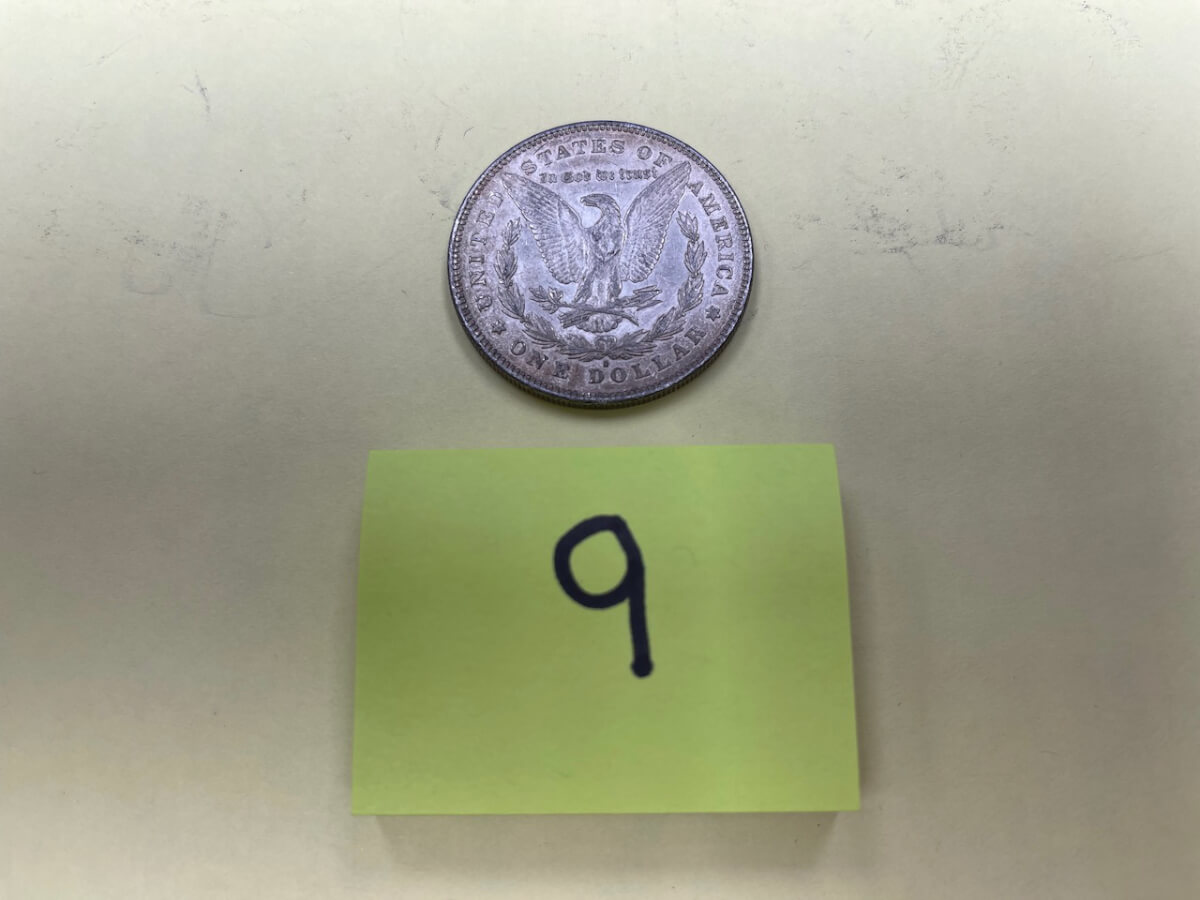 UNITED STATES OF AMERICA
In God we trust
ONE DOLLAR
9